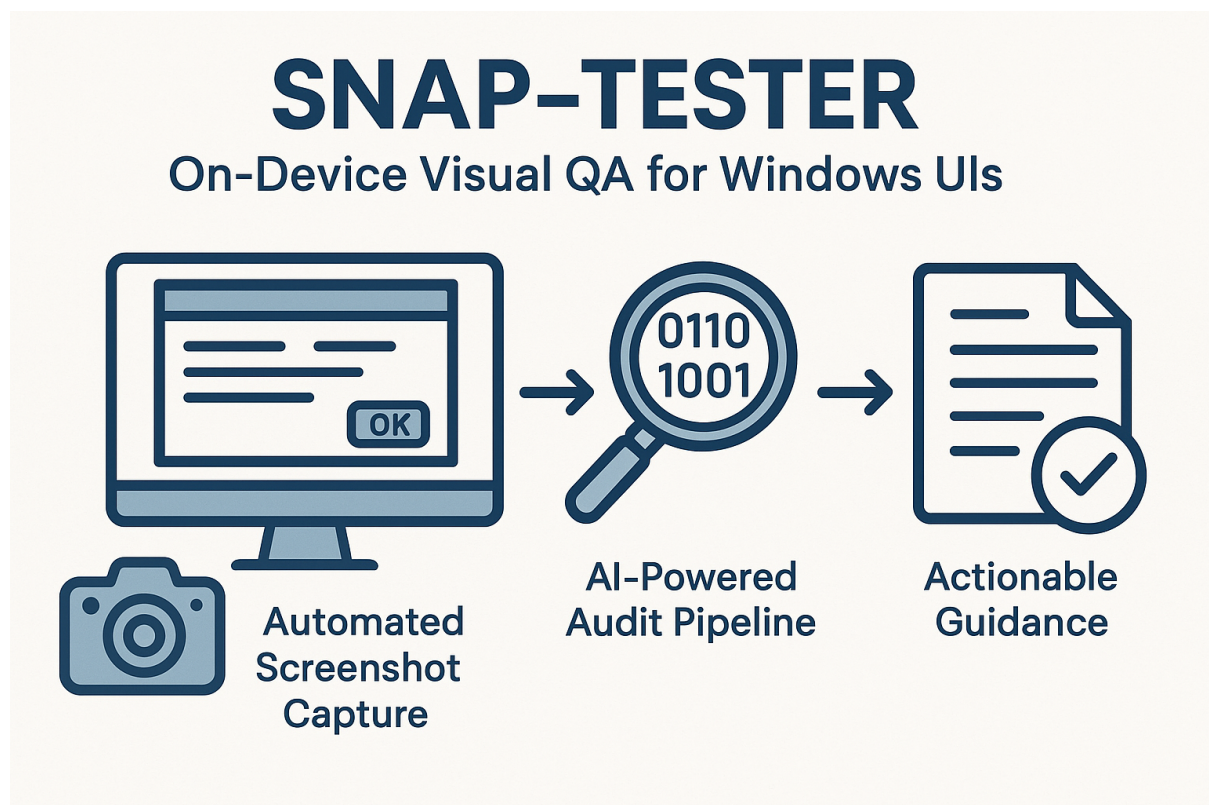 SNAP-TESTER
On-Device Visual QA for Windows UIs
OK
0110
1001
Automated
Screenshot
Capture
AI-Powered
Audit Pipeline
Actionable
Guidance